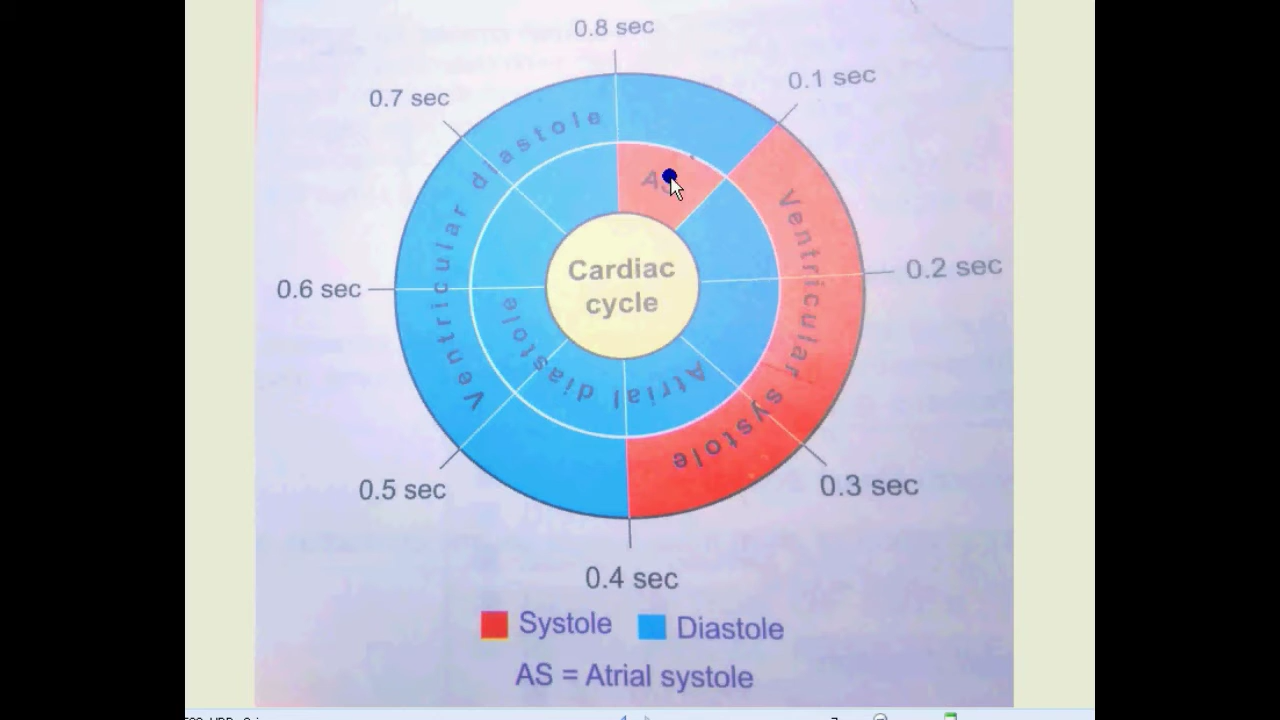 0.8 sec
0.1 sec
0.7 sec
Ventricular diastole
AS
Ventricular systole
0.2 sec
Cardiac
cycle
0.6 sec
Atrial diastole
0.5 sec
0.3 sec
0.4 sec
Systole
Diastole
AS = Atrial systole